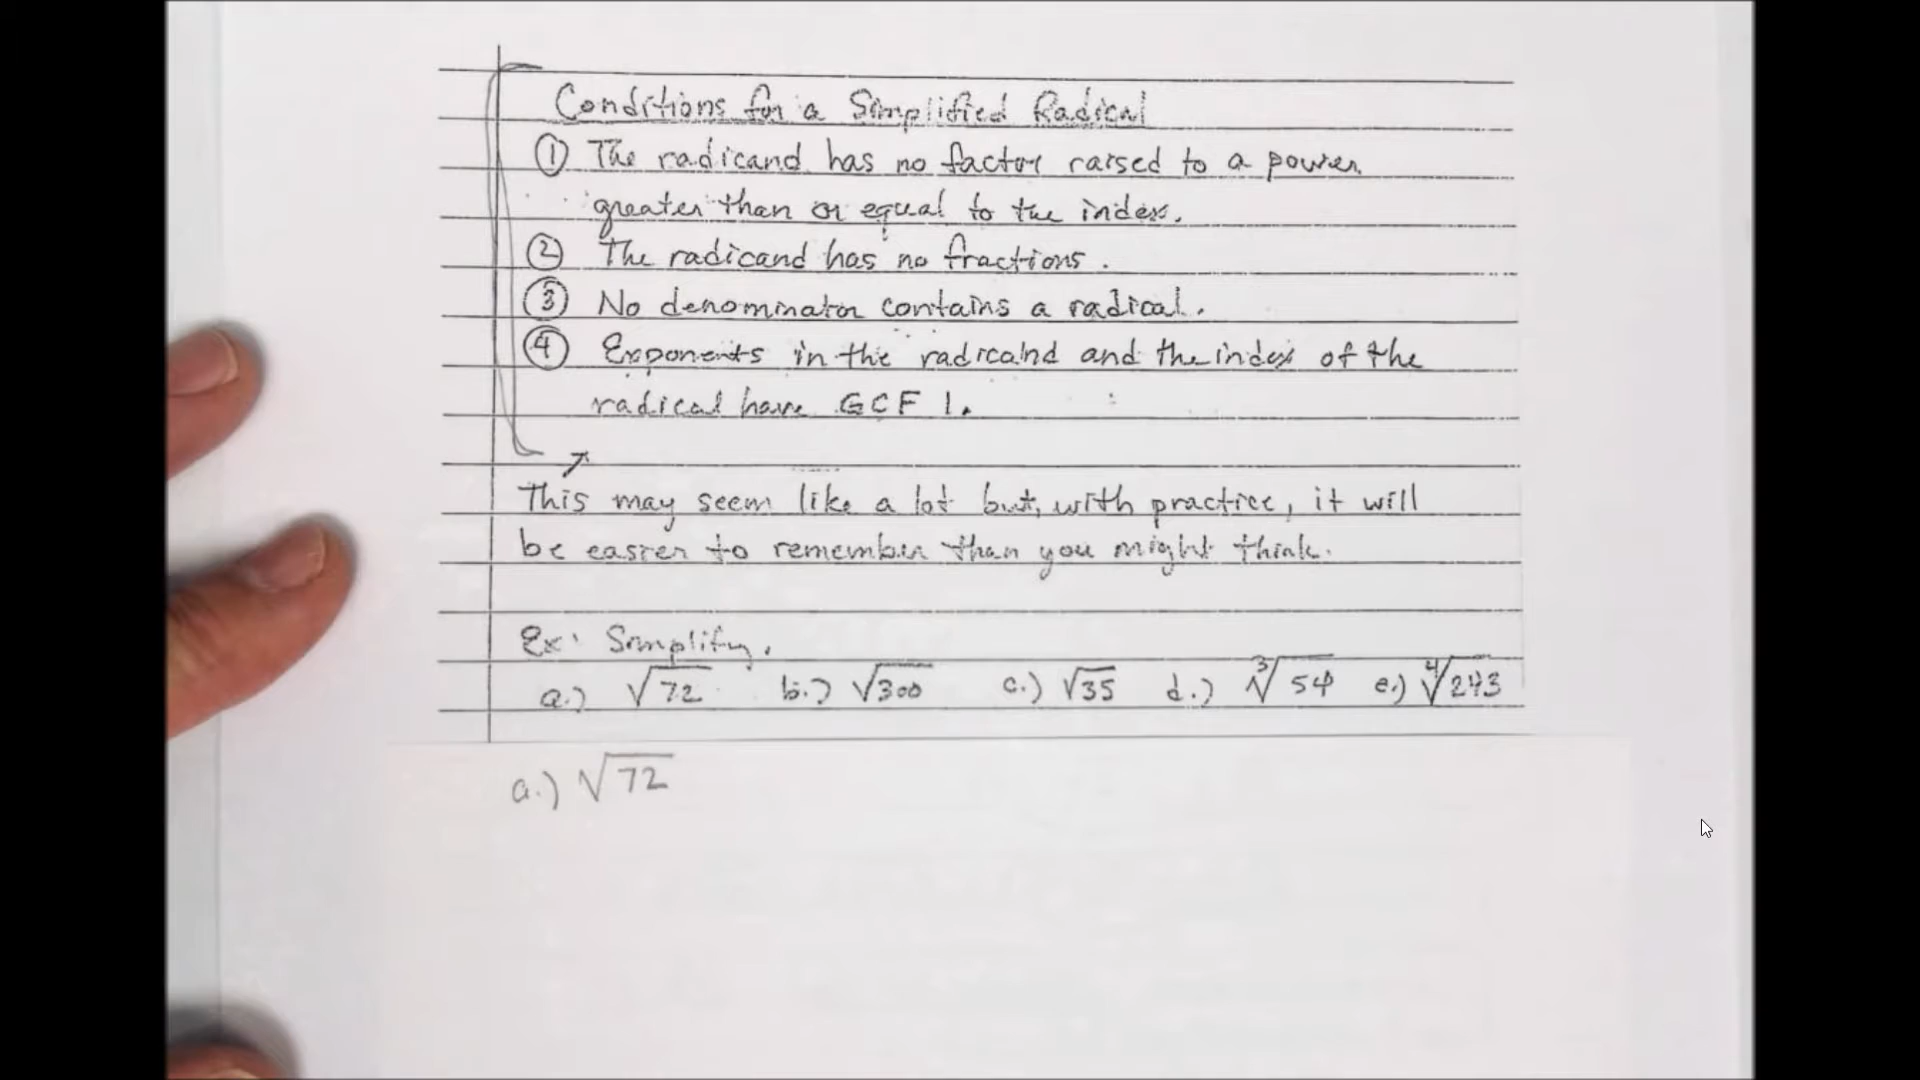 Conditions for a Simplified Radical
① The radicand has no factor raised to a power
greater than or equal to the index.
② The radicand has no fractions.
③ No denominator contains a radical.
④ Exponents in the radicand and the index of the
radical have GCF 1.
This may seem like a lot but, with practice, it will
be easier to remember than you might think.
Ex: Simplify.
a.) √72 b.) √300 c.) √35 d.) ∛54 e.) ∜243
a.) √72